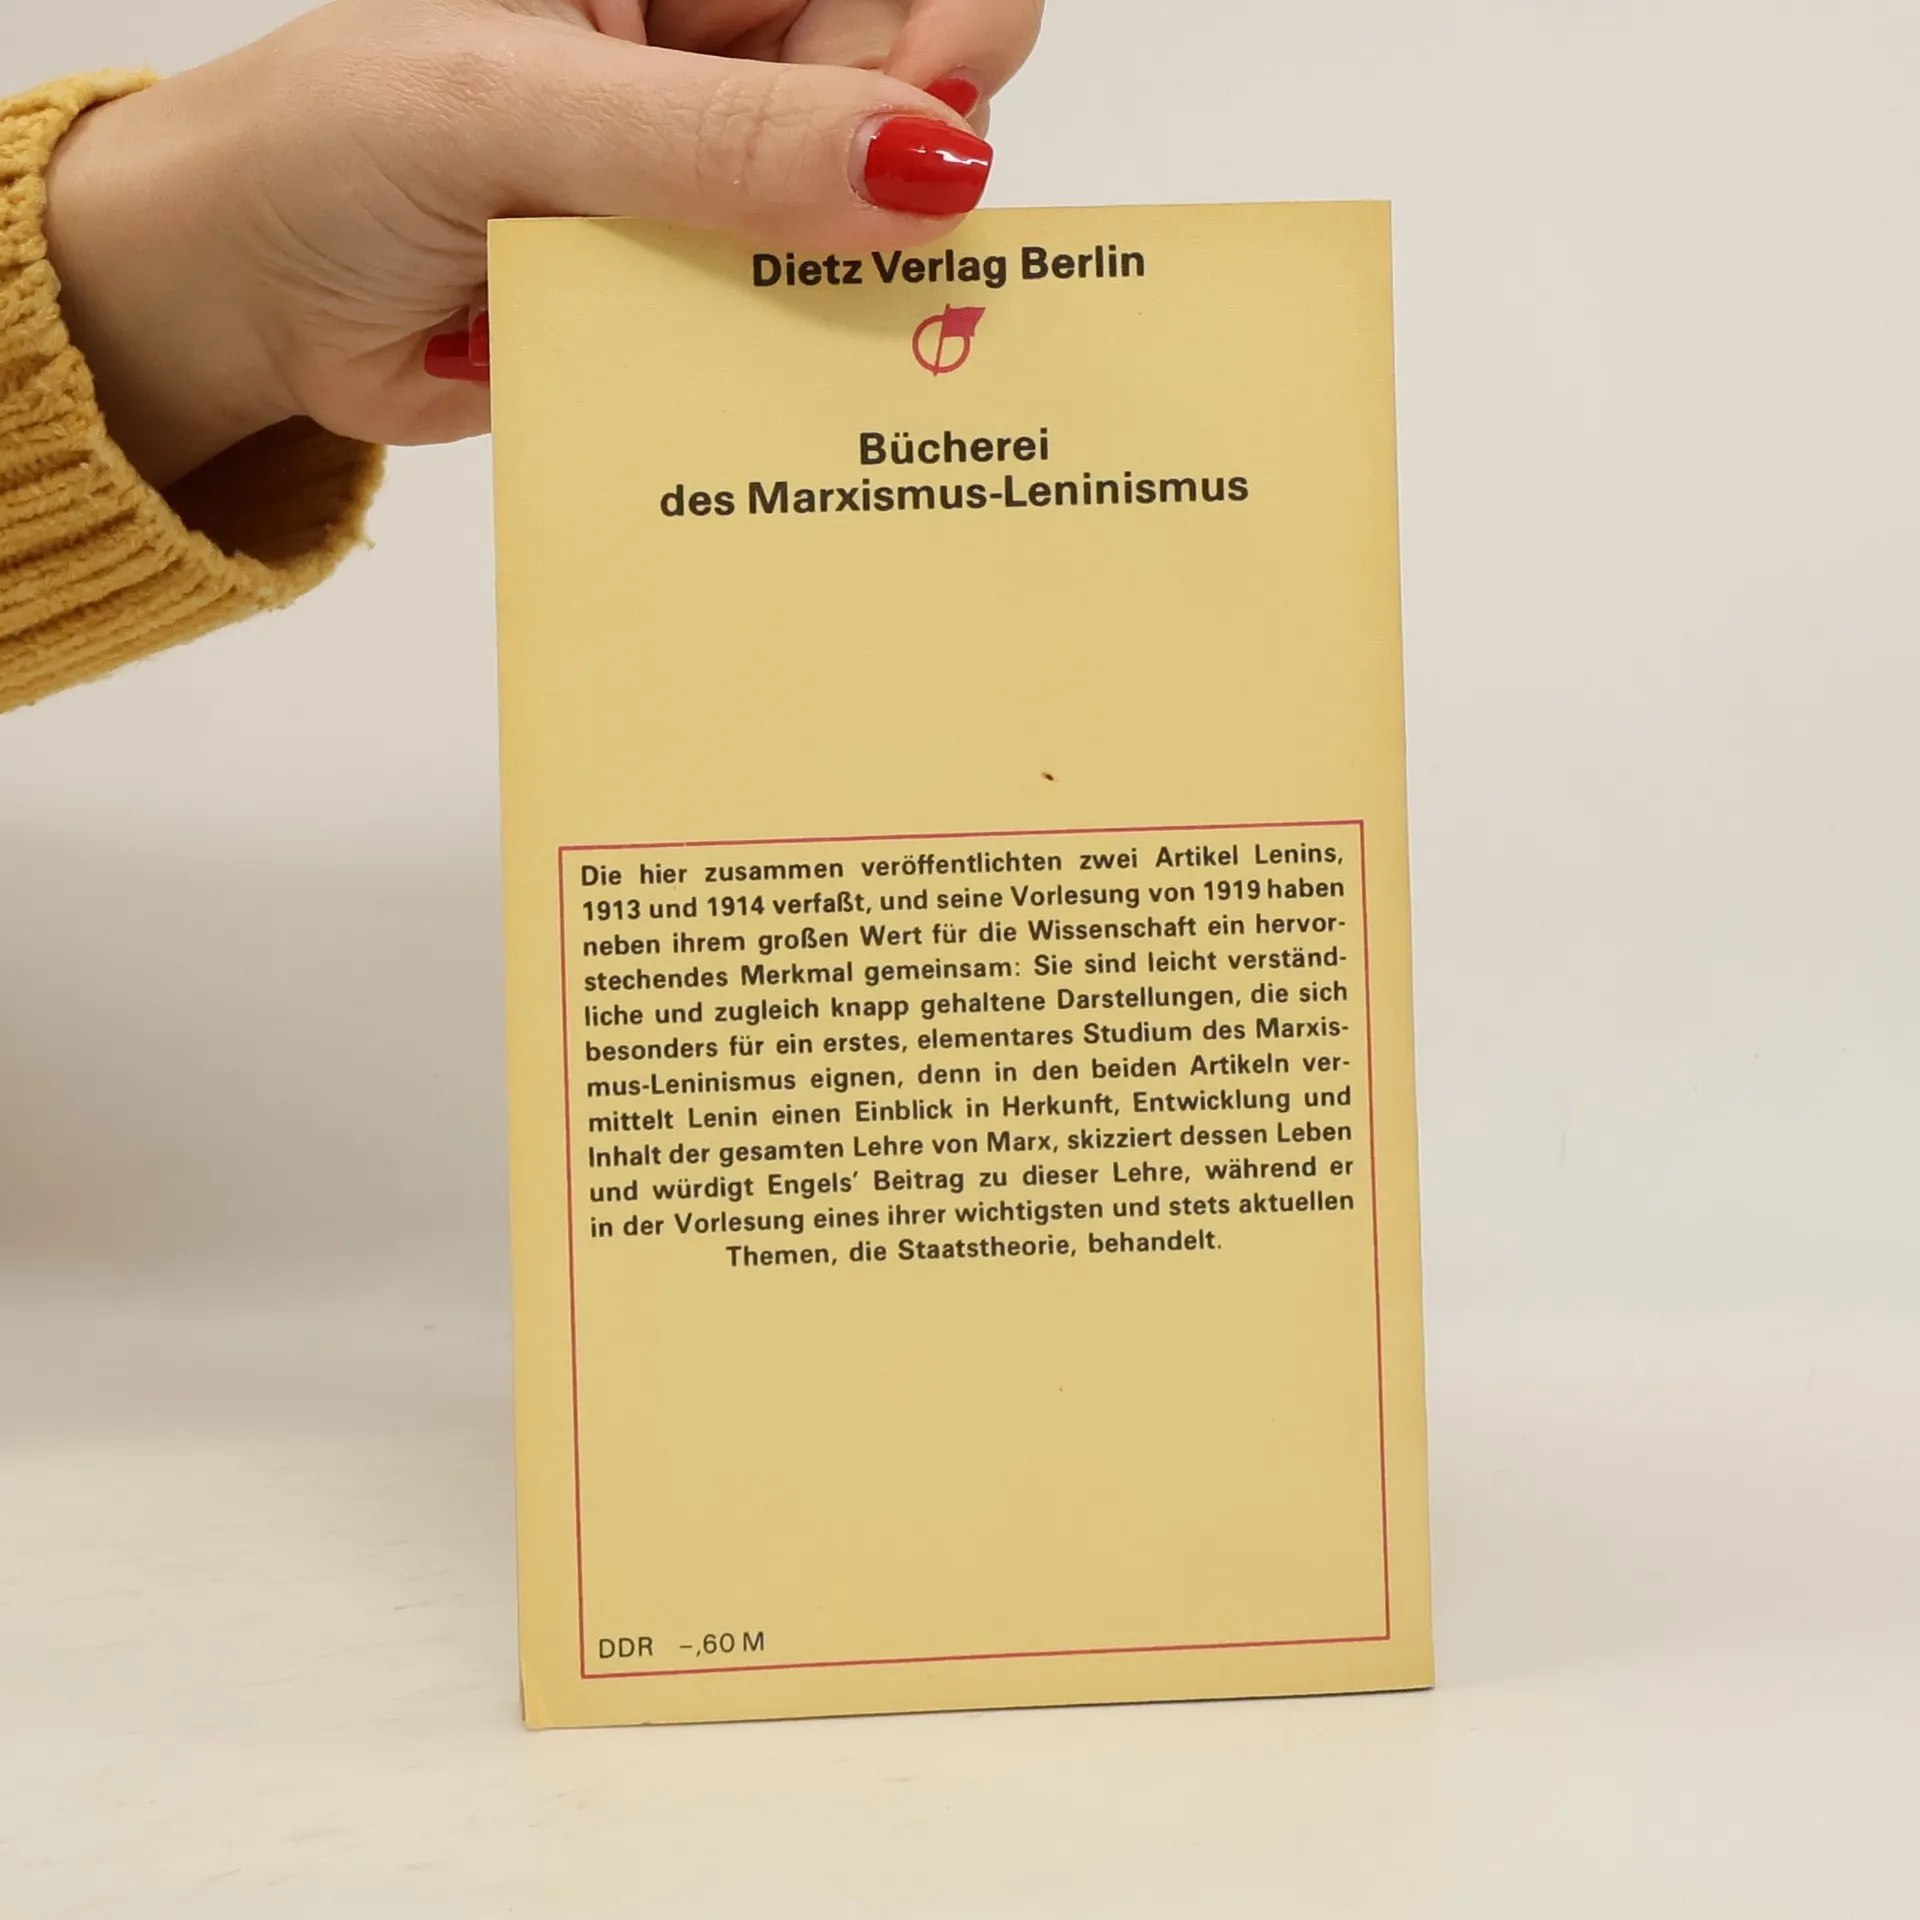 Dietz Verlag Berlin
Bücherei
des Marxismus-Leninismus
Die hier zusammen veröffentlichten zwei Artikel Lenins,
1913 und 1914 verfaßt, und seine Vorlesung von 1919 haben
neben ihrem großen Wert für die Wissenschaft ein hervor-
stechendes Merkmal gemeinsam: Sie sind leicht verständ-
liche und zugleich knapp gehaltene Darstellungen, die sich
besonders für ein erstes, elementares Studium des Marxis-
mus-Leninismus eignen, denn in den beiden Artikeln ver-
mittelt Lenin einen Einblick in Herkunft, Entwicklung und
Inhalt der gesamten Lehre von Marx, skizziert dessen Leben
und würdigt Engels’ Beitrag zu dieser Lehre, während er
in der Vorlesung eines ihrer wichtigsten und stets aktuellen
Themen, die Staatstheorie, behandelt.
DDR –,60 M